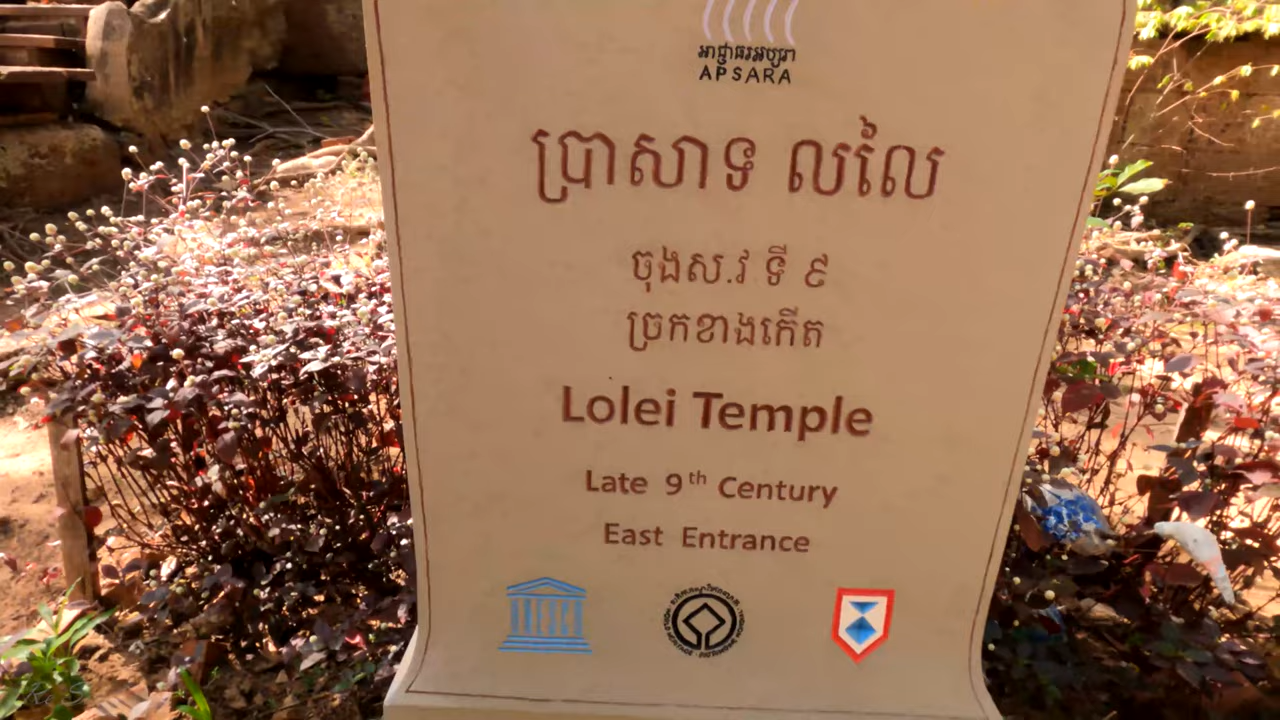 អាជ្ញាធរអប្សរា
APSARA
ប្រាសាទ លលៃ
ចុងស.វ ទី ៩
ច្រកខាងកើត
Lolei Temple
Late 9th Century
East Entrance